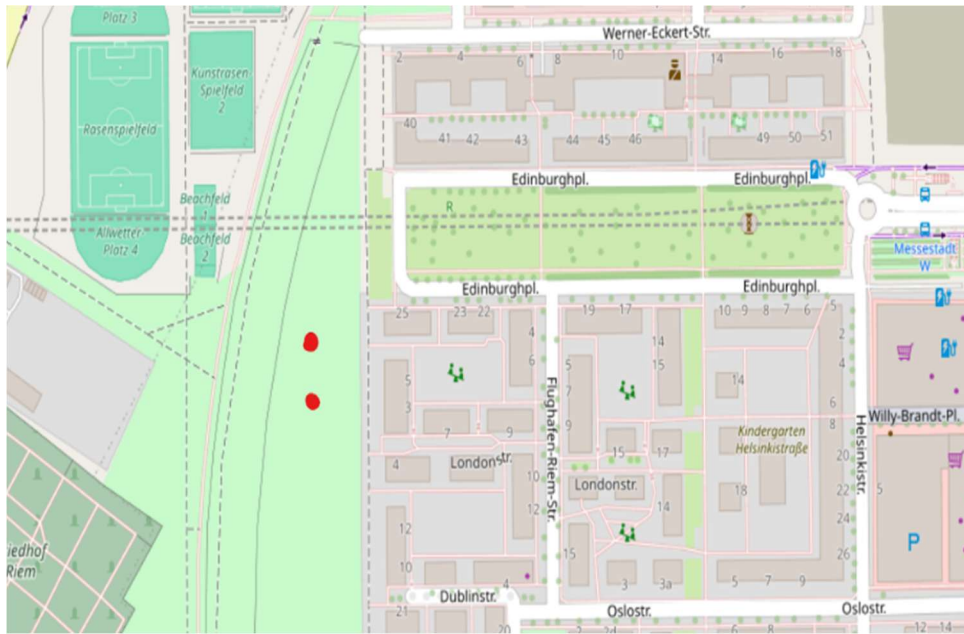 Platz 3
Werner-Eckert-Str.
2
4
6
8
10
14
16
18
Kunstrasen
Spielfeld
2
Rasenspielfeld
40
41
42
43
44
45
46
49
50
51
Edinburghpl.
Edinburghpl.
Beachfeld
1
Beachfeld
2
R
Allwetter
Platz 4
Messestadt
W
Edinburghpl.
Edinburghpl.
25
23
22
4
6
19
17
14
15
10
9
8
7
6
5
2
4
5
3
7
9
5
7
9
Flughafen-Riem-Str.
14
6
8
Helsinkistr.
Willy-Brandt-Pl.
Kindergarten
Helsinkistraße
4
Londonstr.
10
12
15
17
Londonstr.
14
18
20
22
24
26
5
P
12
10
4
15
3
3a
5
7
9
Riem
Dublinstr.
Oslostr.
Oslostr.
21
20
6
8
12
14